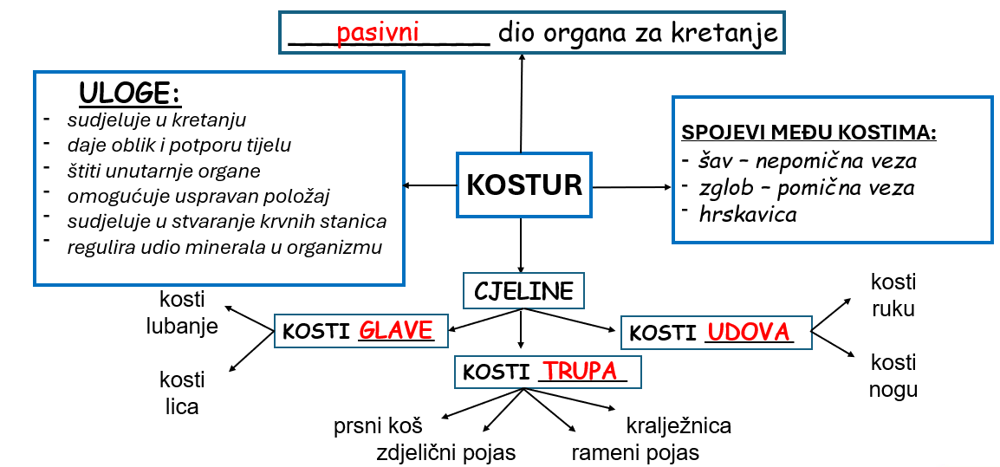 pasivni dio organa za kretanje
ULOGE:
- sudjeluje u kretanju
- daje oblik i potporu tijelu
- štiti unutarnje organe
- omogućuje uspravan položaj
- sudjeluje u stvaranje krvnih stanica
- regulira udio minerala u organizmu
KOSTUR
SPOJEVI MEĐU KOSTIMA:
- šav – nepomična veza
- zglob – pomična veza
- hrskavica
CJELINE
KOSTI GLAVE
kosti
lubanje
kosti
lica
KOSTI TRUPA
prsni koš
zdjelični pojas
rameni pojas
kralježnica
KOSTI UDOVA
kosti
ruku
kosti
nogu